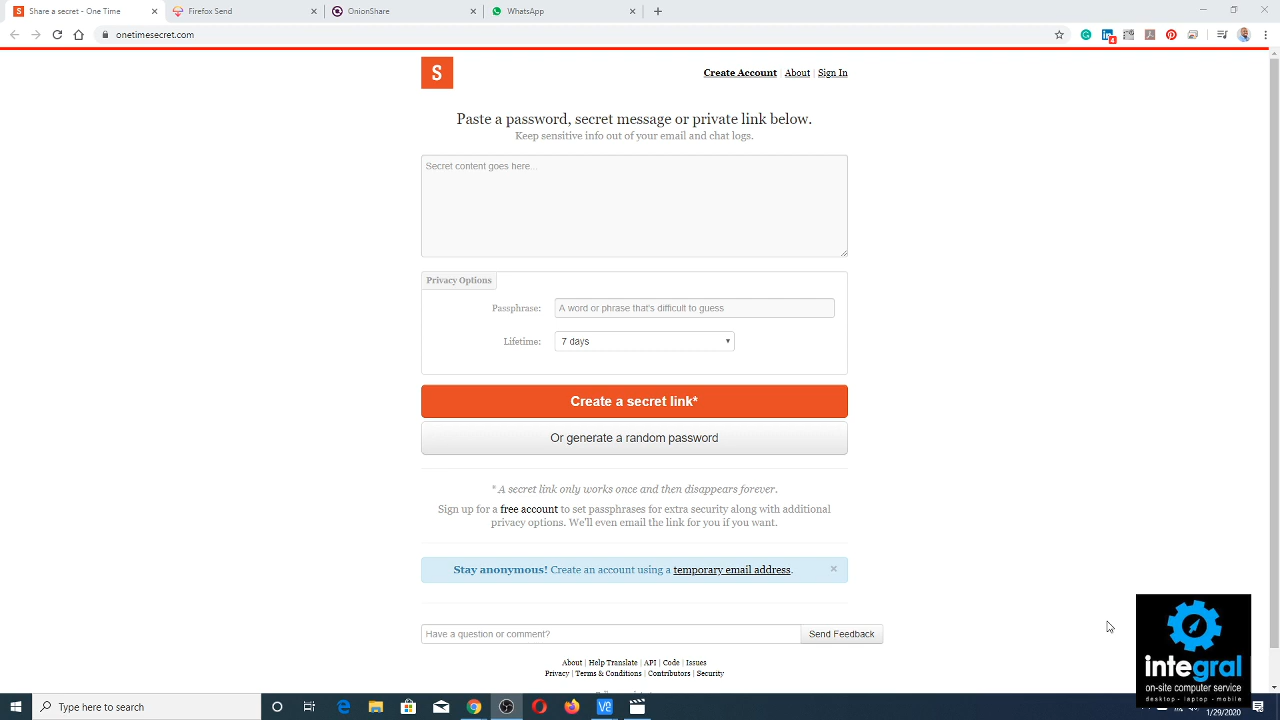 Share a secret - One Time
Firefox Send
OnionShare
WhatsApp
onetimesecret.com
4
S
Create Account | About | Sign In
Paste a password, secret message or private link below.
Keep sensitive info out of your email and chat logs.
Secret content goes here...
Privacy Options
Passphrase: A word or phrase that's difficult to guess
Lifetime: 7 days
Create a secret link*
Or generate a random password
* A secret link only works once and then disappears forever.
Sign up for a free account to set passphrases for extra security along with additional
privacy options. We'll even email the link for you if you want.
Stay anonymous! Create an account using a temporary email address.
Have a question or comment? Send Feedback
About | Help Translate | API | Code | Issues
Privacy | Terms & Conditions | Contributors | Security
integral
on-site computer service
desktop - laptop - mobile
Type here to search
1/29/2020